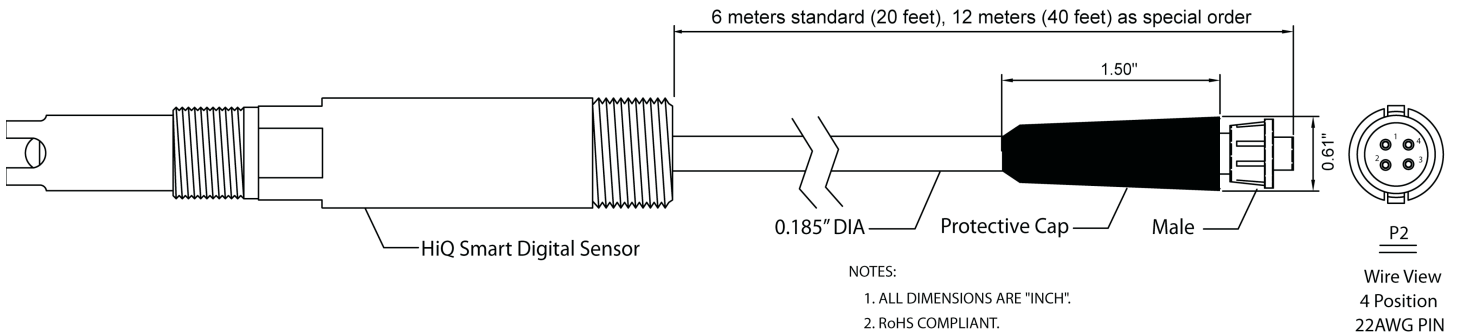 6 meters standard (20 feet), 12 meters (40 feet) as special order
1.50"
0.61"
1
4
2
3
HiQ Smart Digital Sensor
0.185” DIA
Protective Cap
Male
P2
Wire View
4 Position
22AWG PIN
NOTES:
1. ALL DIMENSIONS ARE "INCH".
2. RoHS COMPLIANT.